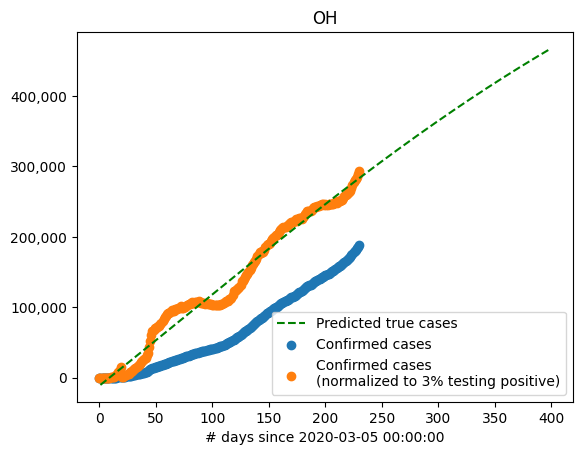 OH
400,000
300,000
200,000
100,000
0
Predicted true cases
Confirmed cases
Confirmed cases
(normalized to 3% testing positive)
0 50 100 150 200 250 300 350 400
# days since 2020-03-05 00:00:00